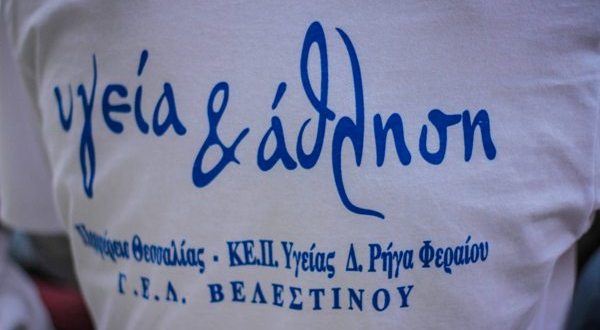 υγεία & άθληση
Θεσσαλίας - ΚΕ.Π. Υγείας Δ. Ρήγα Φεραίου
Γ.Ε.Λ. ΒΕΛΕΣΤΙΝΟΥ